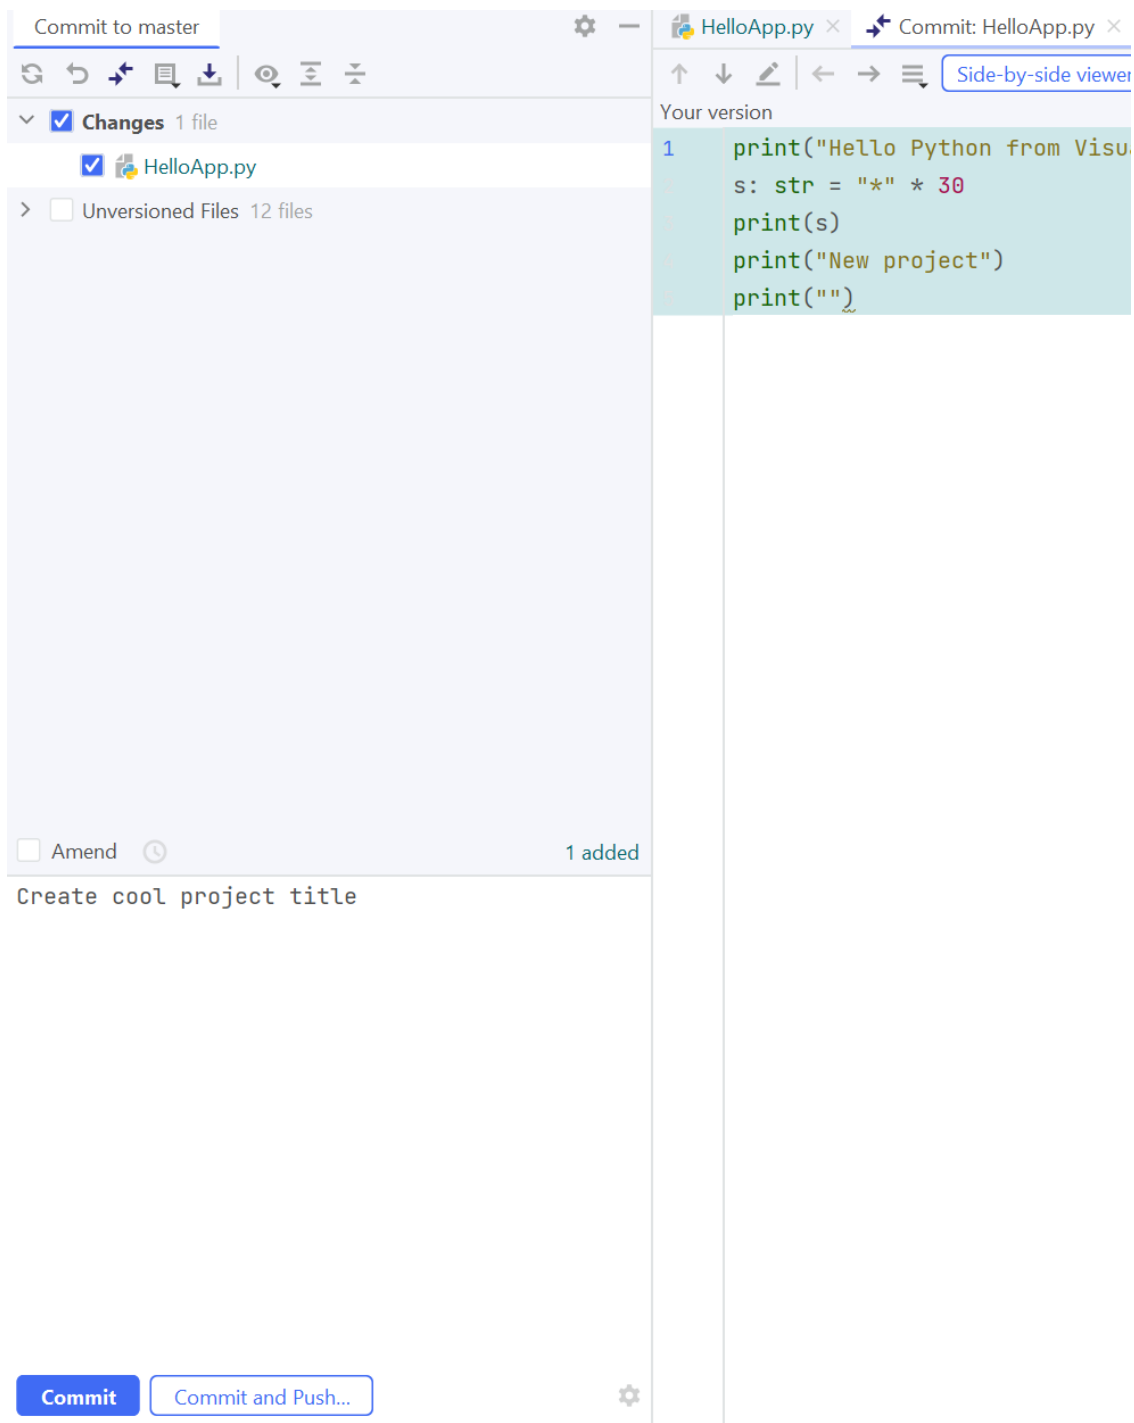 Commit to master
HelloApp.py
Commit: HelloApp.py
Side-by-side viewer
Changes 1 file
Your version
1 print("Hello Python from Visu
HelloApp.py
s: str = "*" * 30
Unversioned Files 12 files
print(s)
print("New project")
print("")
Amend
1 added
Create cool project title
Commit
Commit and Push...